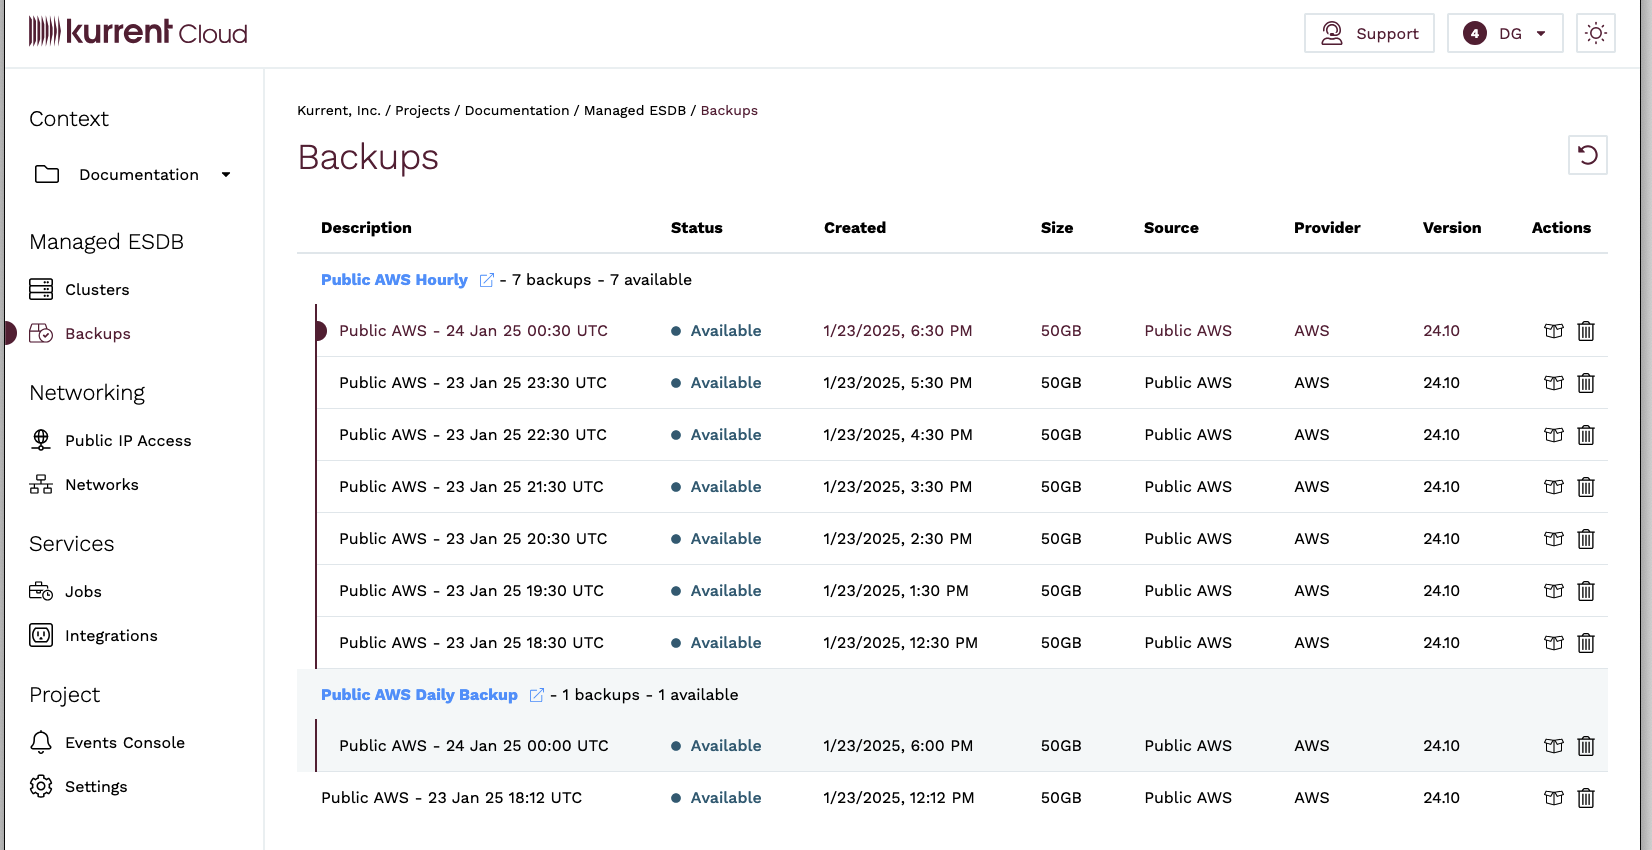 kurrent Cloud
Support
4 DG
Context
Documentation
Managed ESDB
Clusters
Backups
Networking
Public IP Access
Networks
Services
Jobs
Integrations
Project
Events Console
Settings
Kurrent, Inc. / Projects / Documentation / Managed ESDB / Backups
Backups
Description Status Created Size Source Provider Version Actions
Public AWS Hourly - 7 backups - 7 available
Public AWS - 24 Jan 25 00:30 UTC Available 1/23/2025, 6:30 PM 50GB Public AWS AWS 24.10
Public AWS - 23 Jan 25 23:30 UTC Available 1/23/2025, 5:30 PM 50GB Public AWS AWS 24.10
Public AWS - 23 Jan 25 22:30 UTC Available 1/23/2025, 4:30 PM 50GB Public AWS AWS 24.10
Public AWS - 23 Jan 25 21:30 UTC Available 1/23/2025, 3:30 PM 50GB Public AWS AWS 24.10
Public AWS - 23 Jan 25 20:30 UTC Available 1/23/2025, 2:30 PM 50GB Public AWS AWS 24.10
Public AWS - 23 Jan 25 19:30 UTC Available 1/23/2025, 1:30 PM 50GB Public AWS AWS 24.10
Public AWS - 23 Jan 25 18:30 UTC Available 1/23/2025, 12:30 PM 50GB Public AWS AWS 24.10
Public AWS Daily Backup - 1 backups - 1 available
Public AWS - 24 Jan 25 00:00 UTC Available 1/23/2025, 6:00 PM 50GB Public AWS AWS 24.10
Public AWS - 23 Jan 25 18:12 UTC Available 1/23/2025, 12:12 PM 50GB Public AWS AWS 24.10